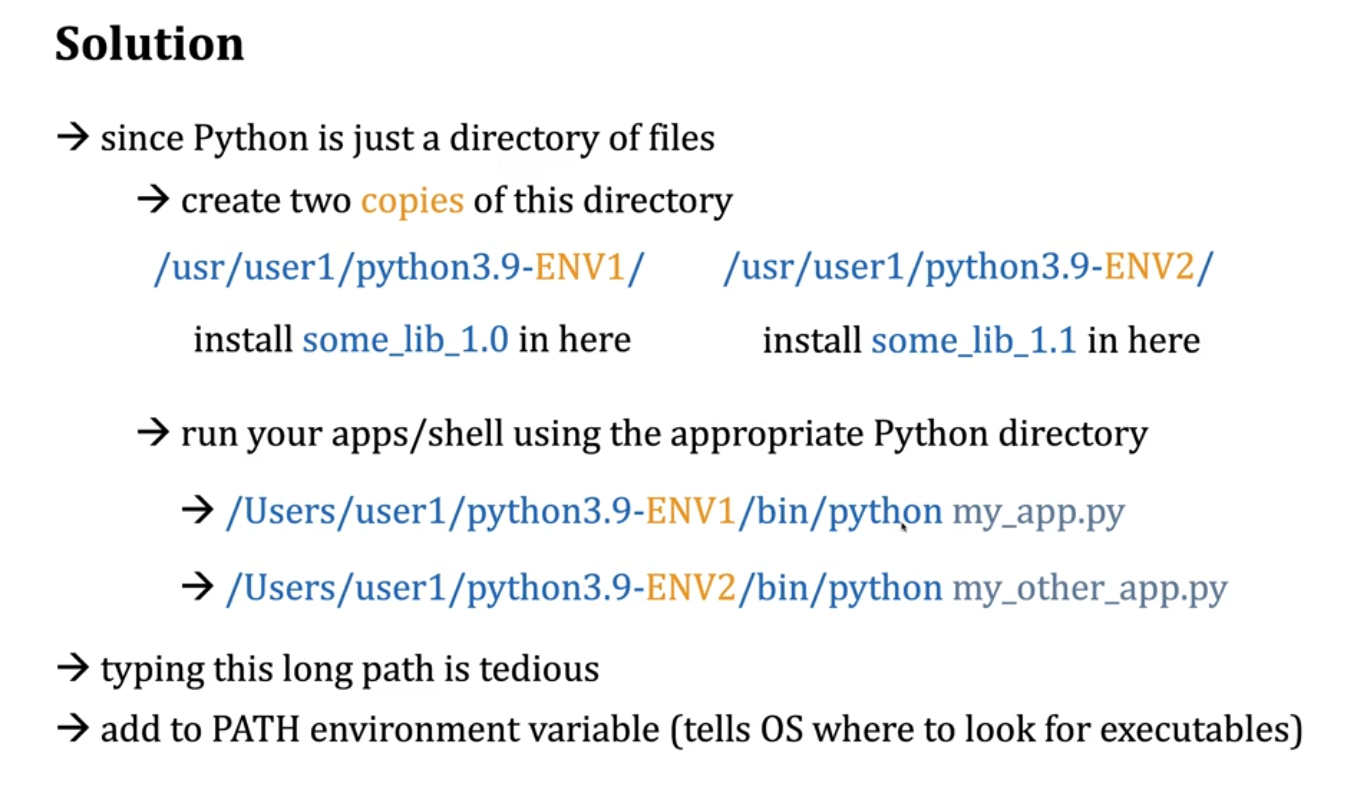 Solution
→ since Python is just a directory of files
→ create two copies of this directory
/usr/user1/python3.9-ENV1/ /usr/user1/python3.9-ENV2/
install some_lib_1.0 in here install some_lib_1.1 in here
→ run your apps/shell using the appropriate Python directory
→ /Users/user1/python3.9-ENV1/bin/python my_app.py
→ /Users/user1/python3.9-ENV2/bin/python my_other_app.py
→ typing this long path is tedious
→ add to PATH environment variable (tells OS where to look for executables)